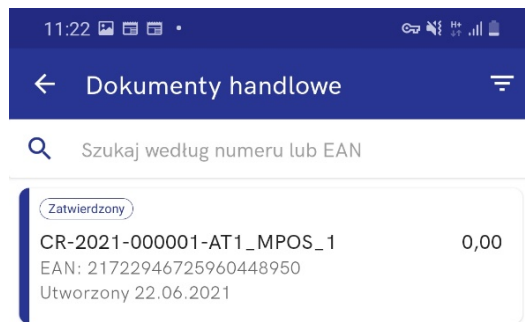 11:22
Dokumenty handlowe
Szukaj według numeru lub EAN
Zatwierdzony
CR-2021-000001-AT1_MPOS_1 0,00
EAN: 21722946725960448950
Utworzony 22.06.2021